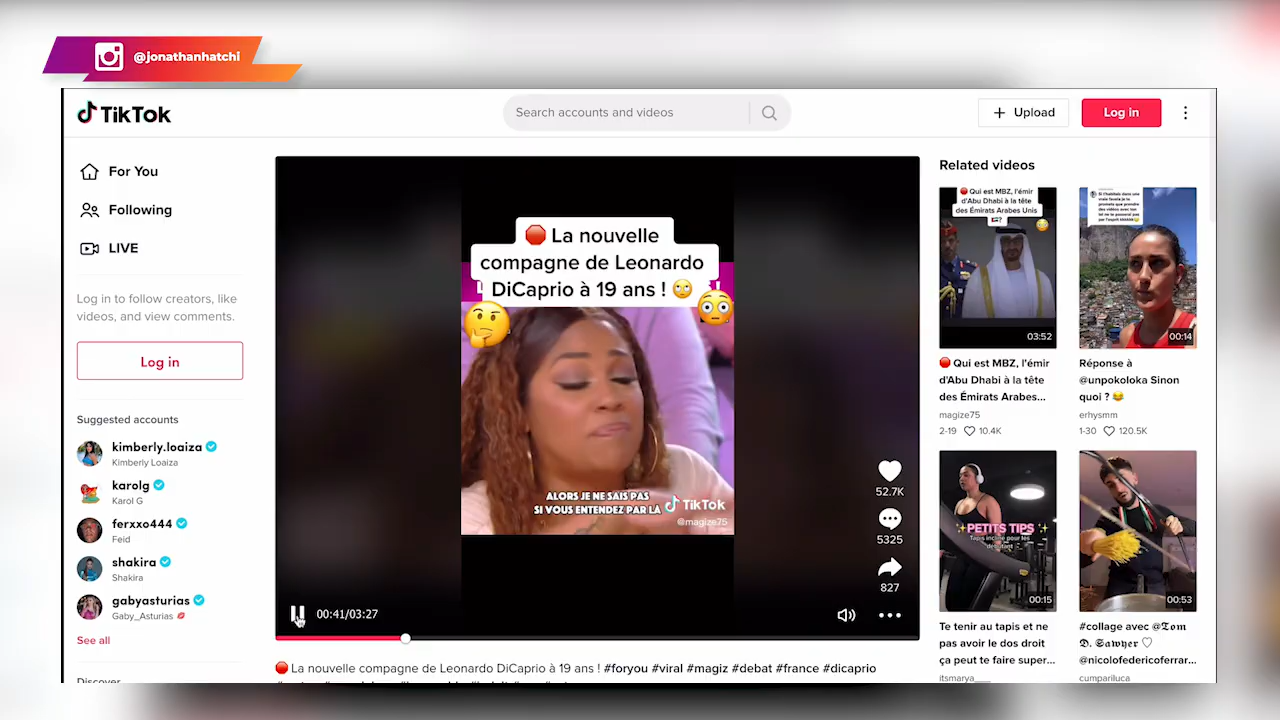 @jonathanhatchi
TikTok
Search accounts and videos
Upload
Log in
For You
Following
LIVE
Log in to follow creators, like
videos, and view comments.
Log in
Suggested accounts
kimberly.loaiza
Kimberly Loaiza
karolg
Karol G
ferxxo444
Feid
shakira
Shakira
gabyasturias
Gaby_Asturias
See all
Discover
🛑 La nouvelle
compagne de Leonardo
DiCaprio à 19 ans ! 🙄
ALORS JE NE SAIS PAS
SI VOUS ENTENDEZ PAR LA
TikTok
@magize75
52.7K
5325
827
00:41/03:27
🛑 La nouvelle compagne de Leonardo DiCaprio à 19 ans ! #foryou #viral #magiz #debat #france #dicaprio
Related videos
🛑 Qui est MBZ, l'émir
d'Abu Dhabi à la tête
des Émirats Arabes Unis
03:52
🛑 Qui est MBZ, l'émir
d'Abu Dhabi à la tête
des Émirats Arabes...
magize75
2-19 10.4K
00:14
Réponse à
@unpokoloka Sinon
quoi ? 😂
erhysmm
1-30 120.5K
PETITS TIPS
00:15
Te tenir au tapis et ne
pas avoir le dos droit
ça peut te faire super...
itsmarya___
00:53
#collage avec @𝕿𝖔𝖒
𝕯. 𝕾𝖆𝖜𝖞𝖊𝖗 ♡
@nicolofedericoferrar...
cumpariluca